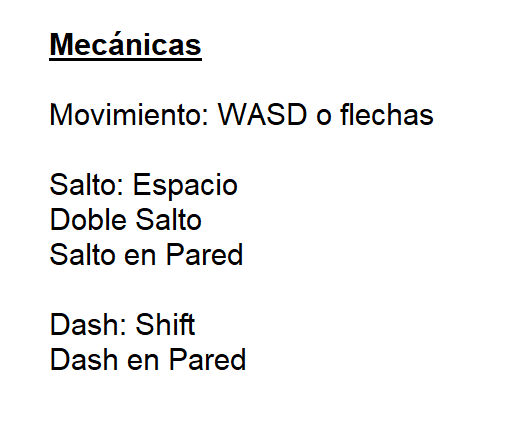 Mecánicas
Movimiento: WASD o flechas
Salto: Espacio
Doble Salto
Salto en Pared
Dash: Shift
Dash en Pared